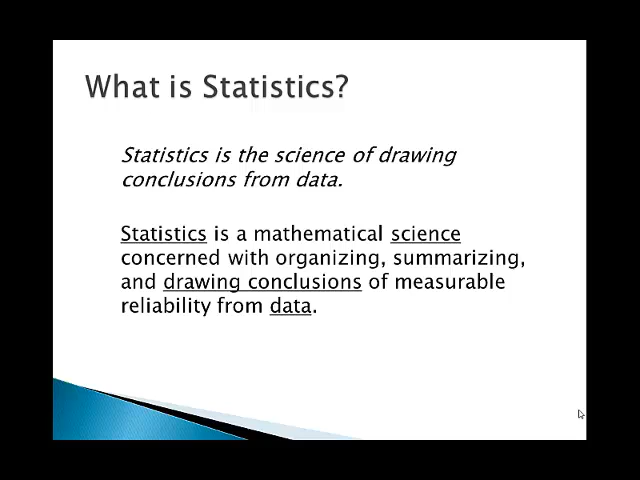 What is Statistics?
Statistics is the science of drawing
conclusions from data.
Statistics is a mathematical science
concerned with organizing, summarizing,
and drawing conclusions of measurable
reliability from data.